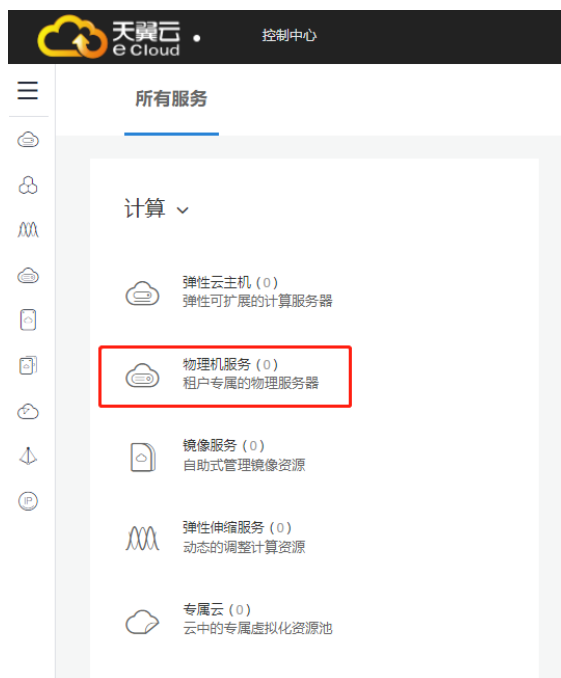 天翼云
e Cloud
控制中心
所有服务
计算
弹性云主机 (0)
弹性可扩展的计算服务器
物理机服务 (0)
租户专属的物理服务器
镜像服务 (0)
自助式管理镜像资源
弹性伸缩服务 (0)
动态的调整计算资源
专属云 (0)
云中的专属虚拟化资源池
IP